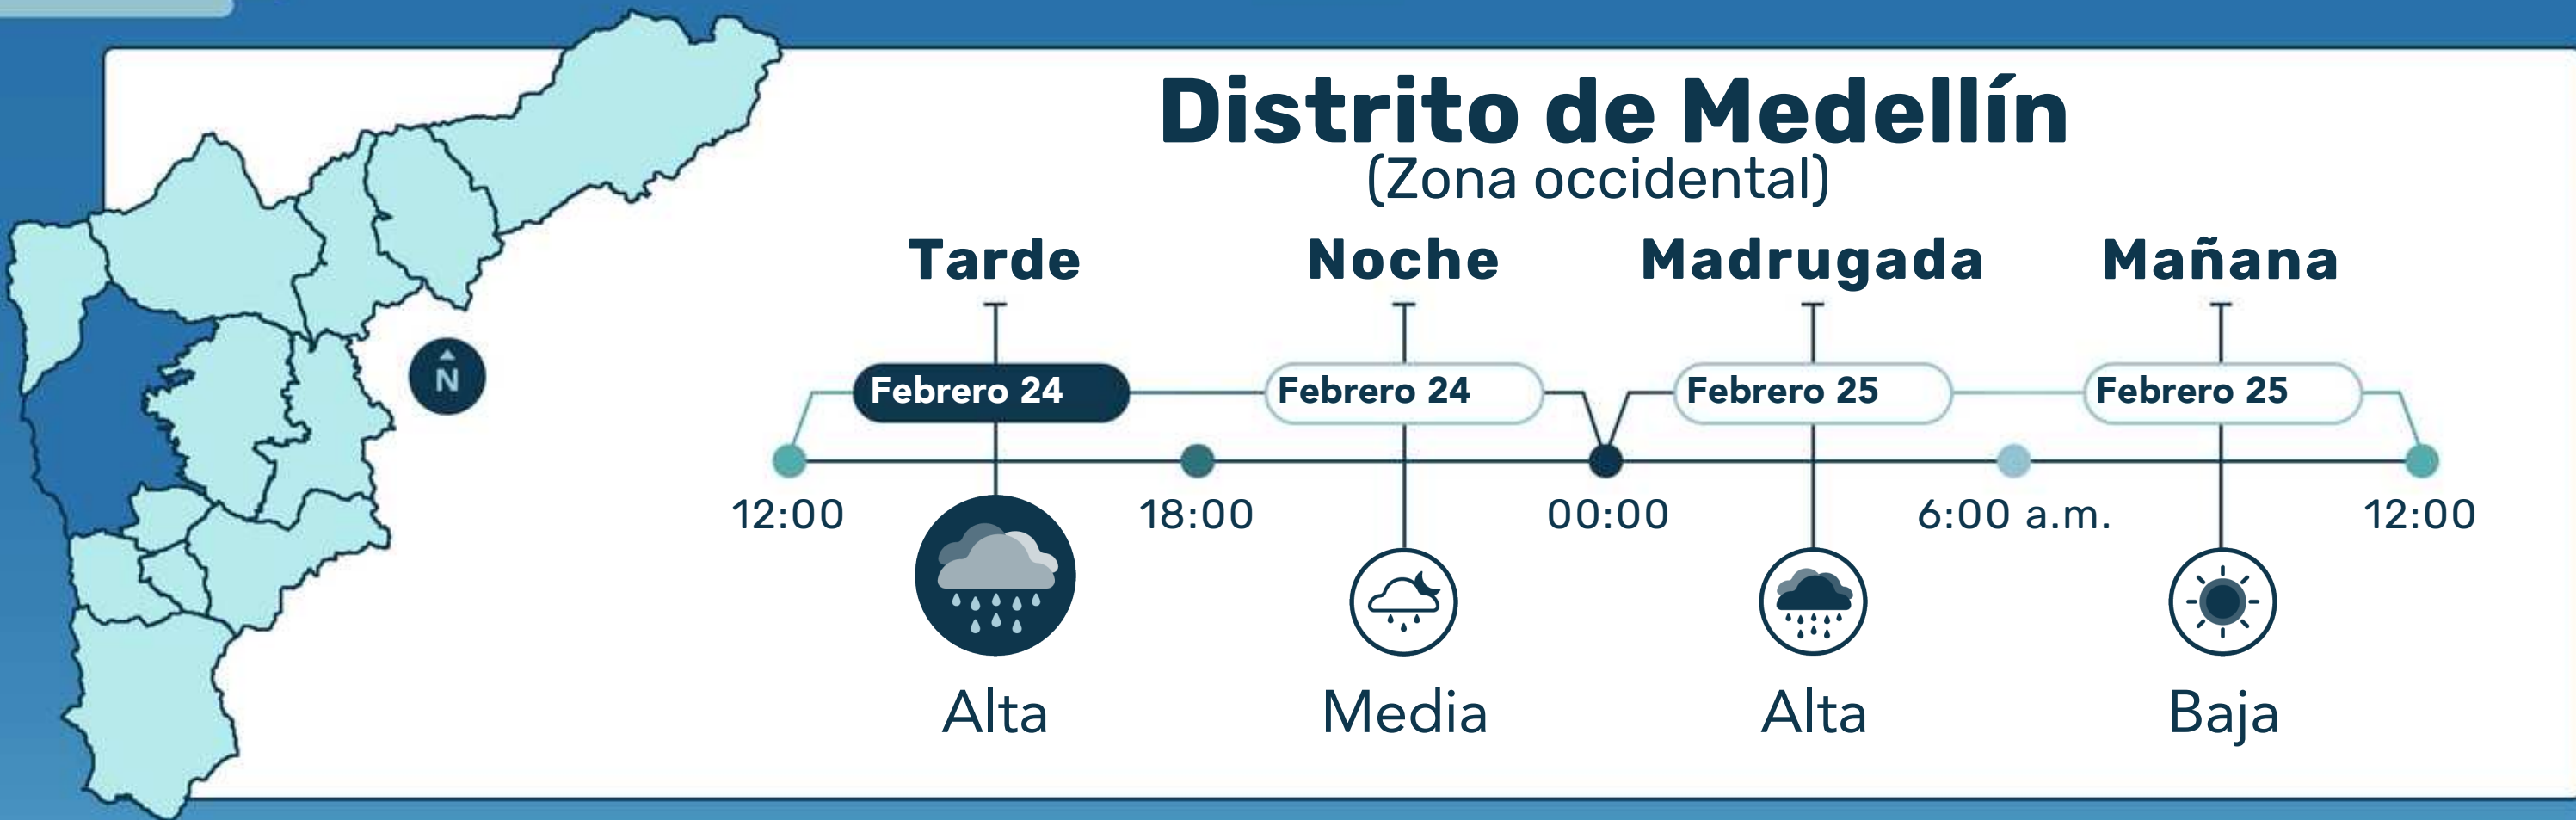 Distrito de Medellín
(Zona occidental)
Tarde Noche Madrugada Mañana
N
Febrero 24 Febrero 24 Febrero 25 Febrero 25
12:00 18:00 00:00 6:00 a.m. 12:00
Alta Media Alta Baja